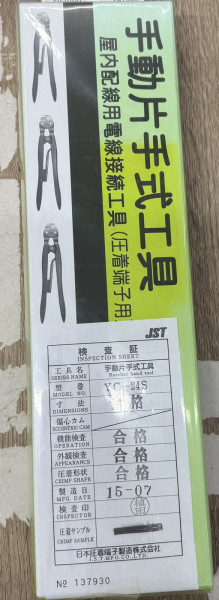 手動片手式工具
屋内配線用電線接続工具(圧着端子用)
JST
検査証
INSPECTION SHEET
工具名 手動片手式工具
SERIES NAME Ratchet hand tool
型番 YC-24S
MODEL NO.
寸法 合格
DIMENSIONS
偏心カム
ECCENTRIC CAM
機能検査 合格
OPERATION
外観検査 合格
APPEARANCE
圧着形状 合格
CRIMP SHAPE
製造日 15-07
MFG. DATE
検査印
INSPECTOR
圧着サンプル
CRIMP SAMPLE
日本圧着端子製造株式会社
J.S.T. MFG. CO., LTD.
No 137930